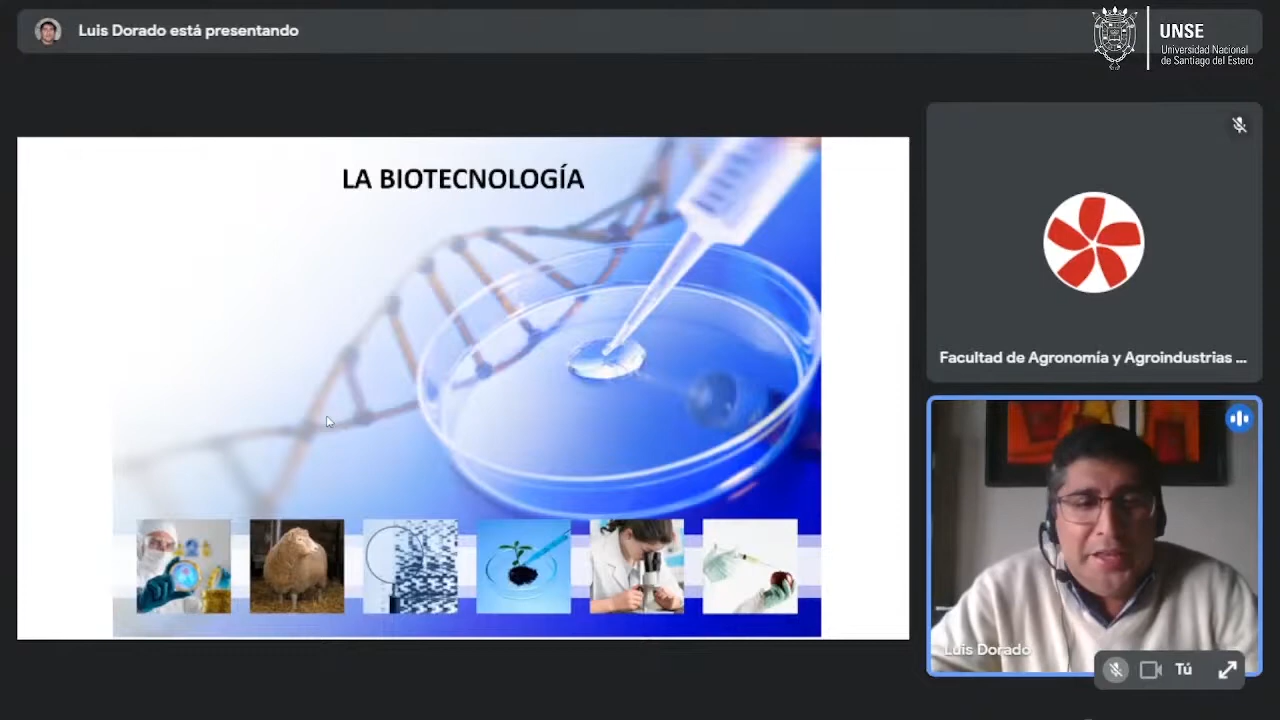 Luis Dorado está presentando
UNSE
Universidad Nacional
de Santiago del Estero
LA BIOTECNOLOGÍA
Facultad de Agronomía y Agroindustrias ...
Luis Dorado
Tú